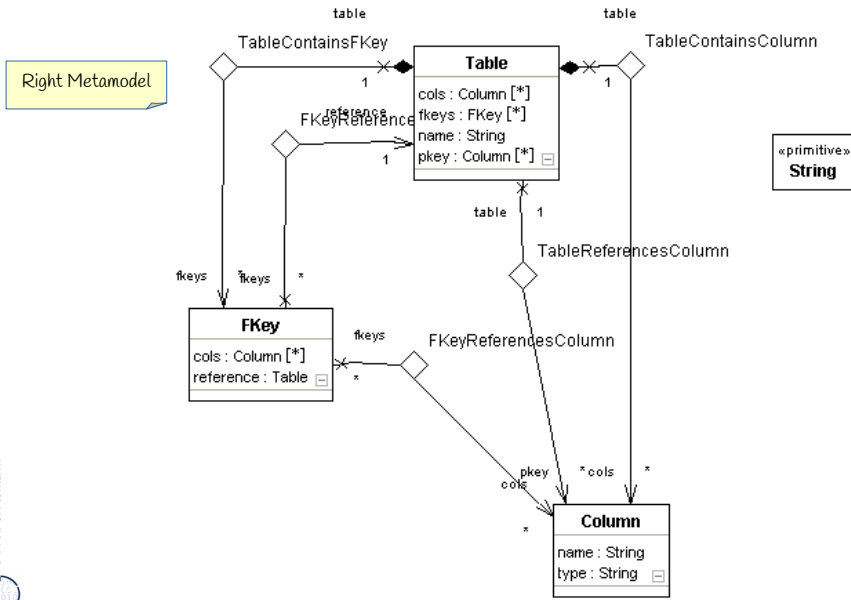 table
table
TableContainsFKey
TableContainsColumn
Right Metamodel
1
1
Table
cols : Column [*]
fkeys : FKey [*]
name : String
pkey : Column [*]
reference
FKeyReference
1
«primitive»
String
table
1
TableReferencesColumn
fkeys
*
fkeys
*
FKey
cols : Column [*]
reference : Table
fkeys
*
FKeyReferencesColumn
pkey
*
cols
*
cols
*
Column
name : String
type : String